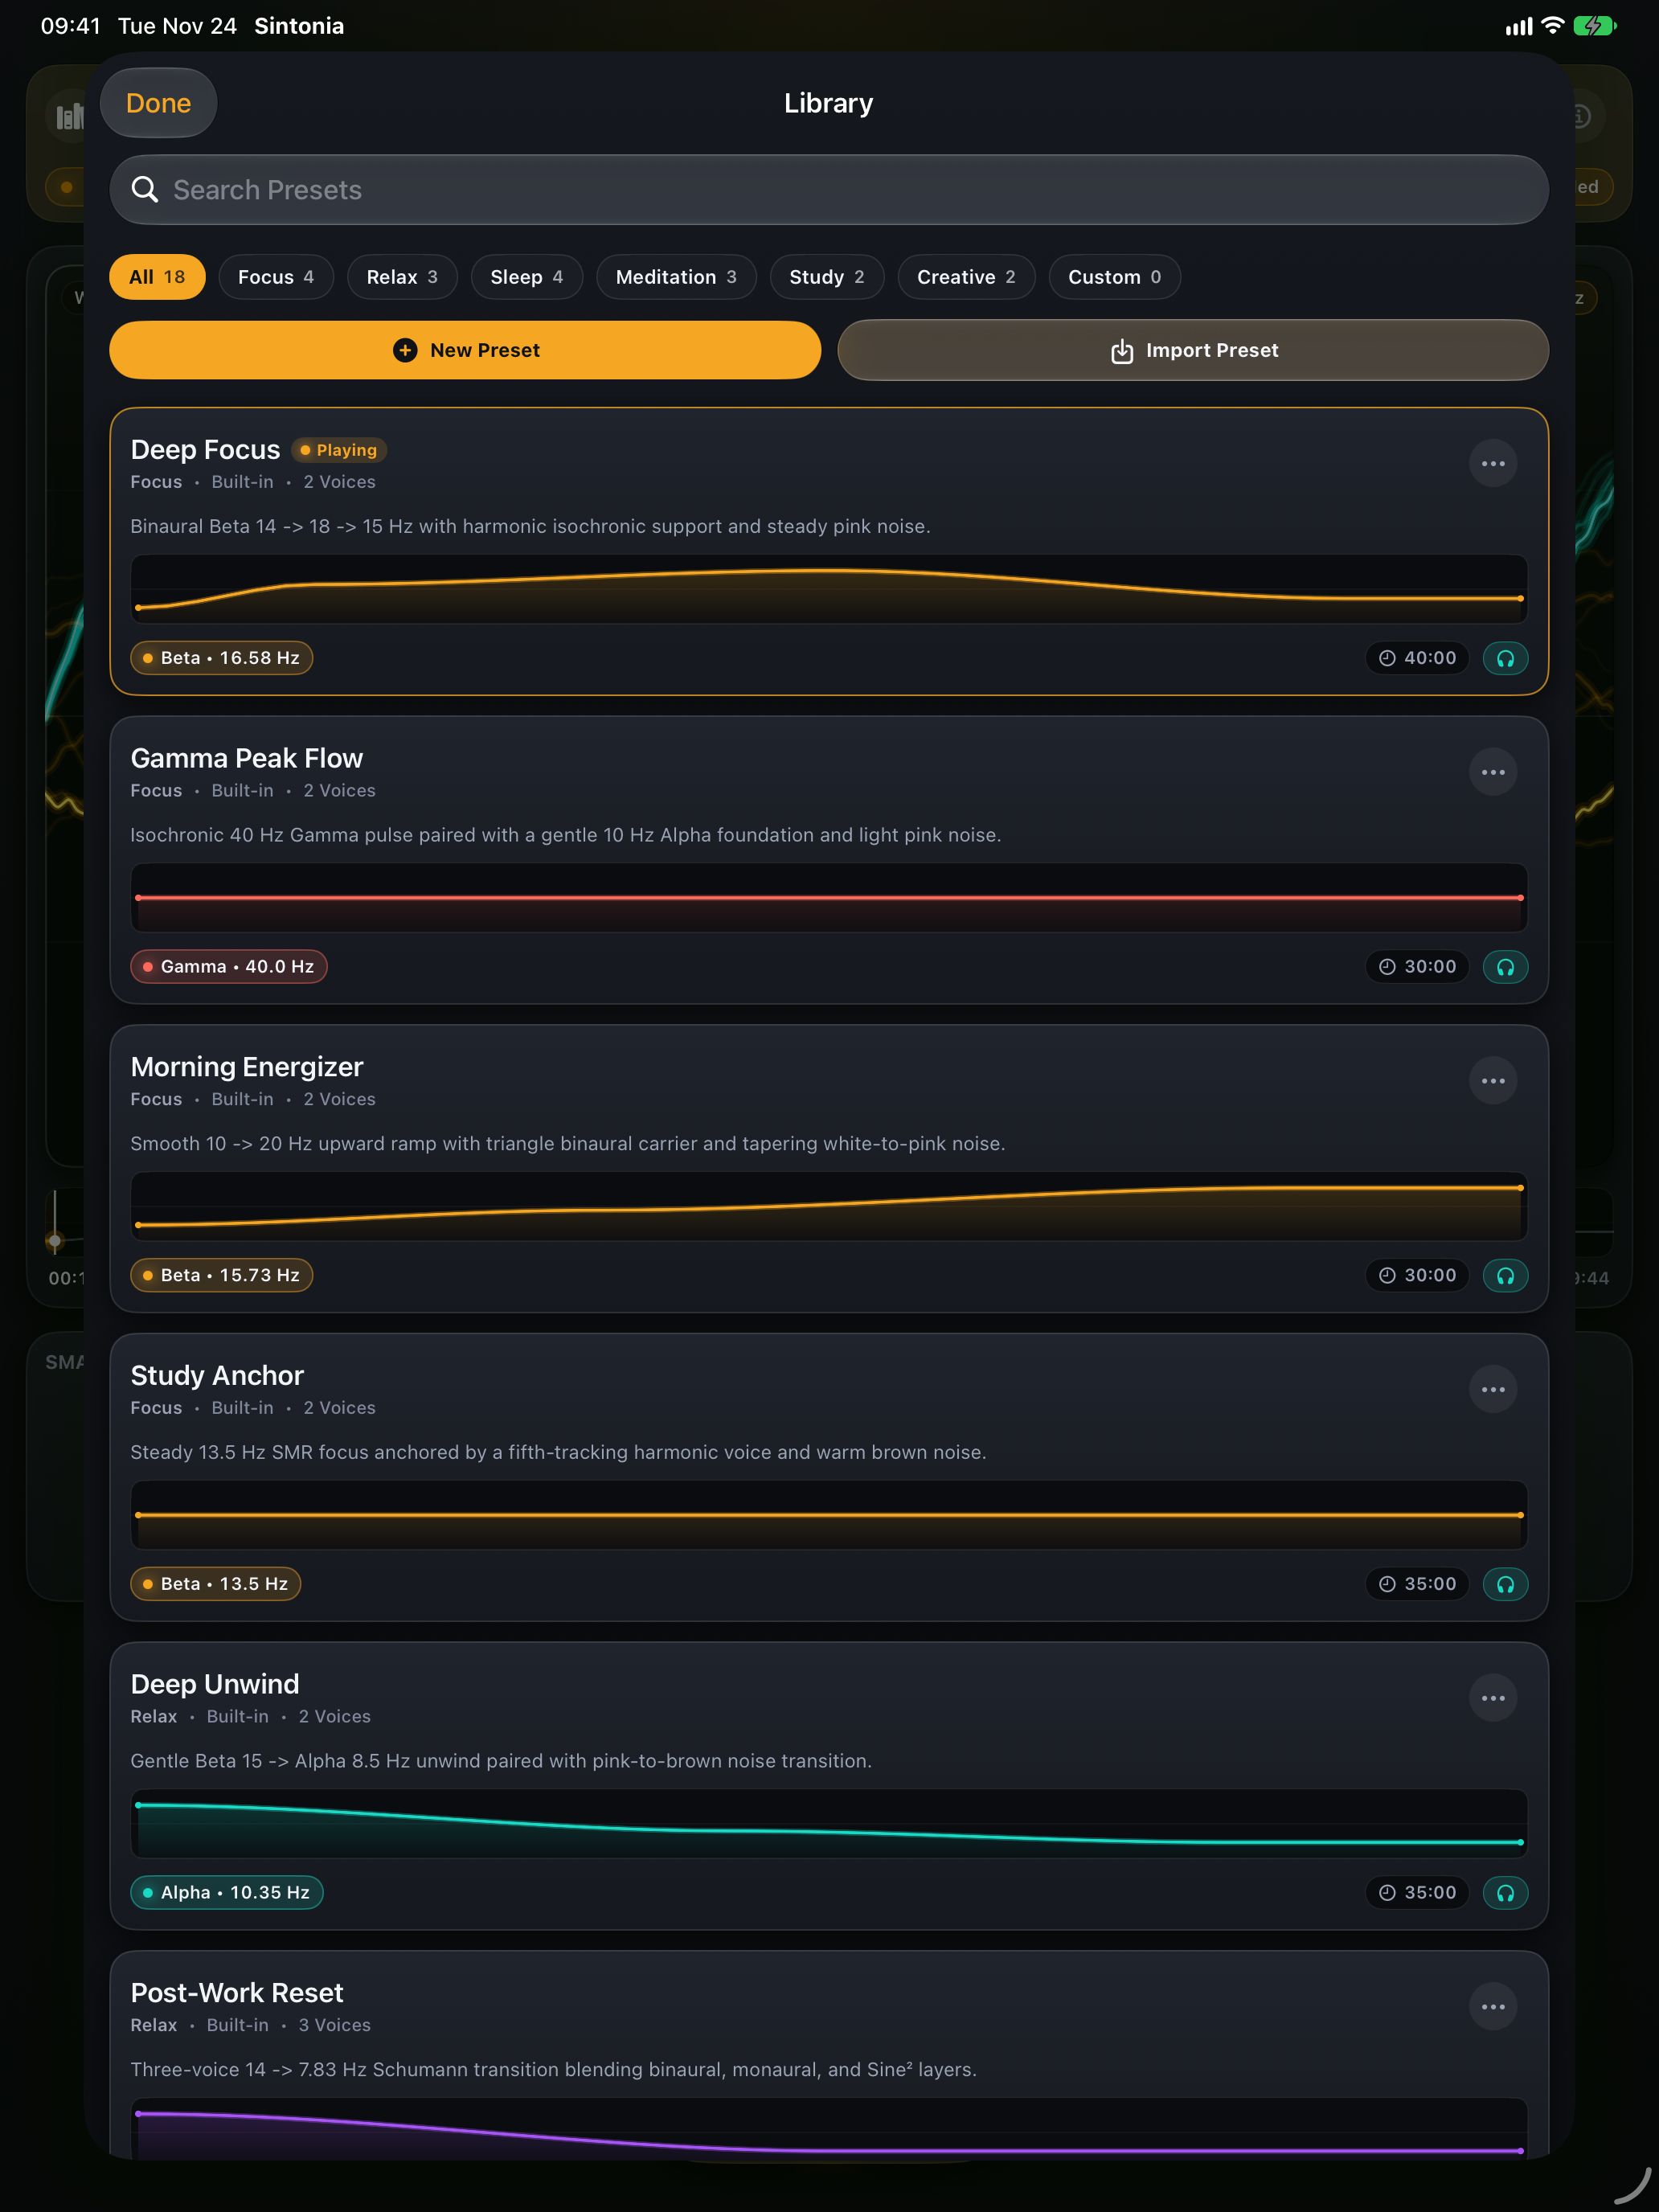 09:41 Tue Nov 24 Sintonia
Done
Library
Search Presets
All 18
Focus 4
Relax 3
Sleep 4
Meditation 3
Study 2
Creative 2
Custom 0
New Preset
Import Preset
Deep Focus
Playing
Focus • Built-in • 2 Voices
Binaural Beta 14 -> 18 -> 15 Hz with harmonic isochronic support and steady pink noise.
Beta • 16.58 Hz
40:00
Gamma Peak Flow
Focus • Built-in • 2 Voices
Isochronic 40 Hz Gamma pulse paired with a gentle 10 Hz Alpha foundation and light pink noise.
Gamma • 40.0 Hz
30:00
Morning Energizer
Focus • Built-in • 2 Voices
Smooth 10 -> 20 Hz upward ramp with triangle binaural carrier and tapering white-to-pink noise.
Beta • 15.73 Hz
30:00
Study Anchor
Focus • Built-in • 2 Voices
Steady 13.5 Hz SMR focus anchored by a fifth-tracking harmonic voice and warm brown noise.
Beta • 13.5 Hz
35:00
Deep Unwind
Relax • Built-in • 2 Voices
Gentle Beta 15 -> Alpha 8.5 Hz unwind paired with pink-to-brown noise transition.
Alpha • 10.35 Hz
35:00
Post-Work Reset
Relax • Built-in • 3 Voices
Three-voice 14 -> 7.83 Hz Schumann transition blending binaural, monaural, and Sine² layers.